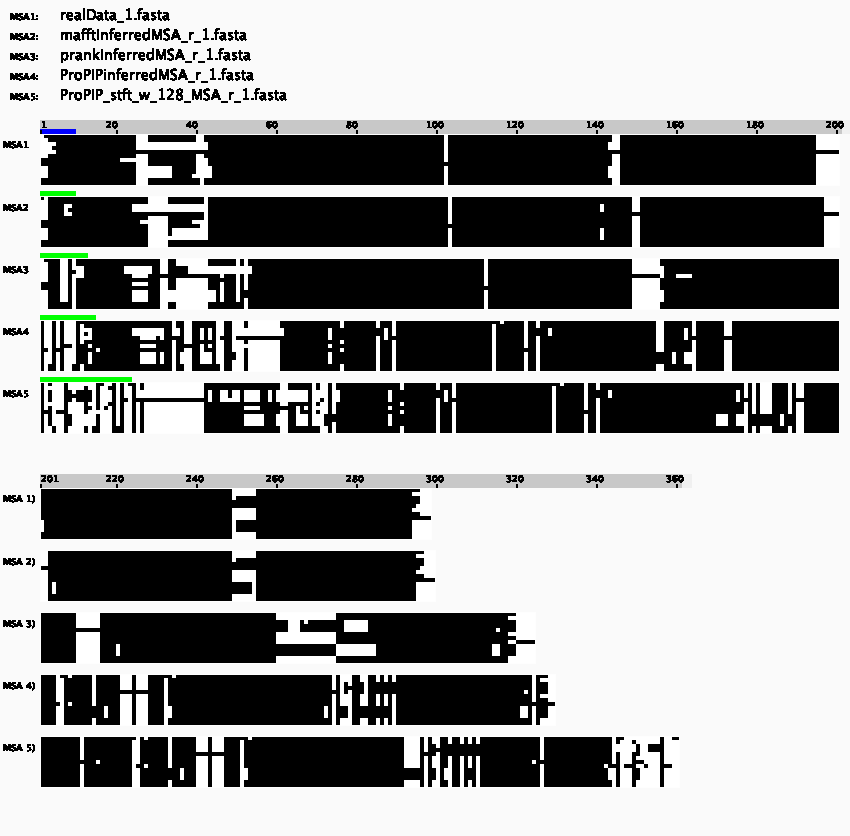 MSA1: realData_1.fasta
MSA2: mafftInferredMSA_r_1.fasta
MSA3: prankInferredMSA_r_1.fasta
MSA4: ProPIPinferredMSA_r_1.fasta
MSA5: ProPIP_stft_w_128_MSA_r_1.fasta
1 20 40 60 80 100 120 140 160 180 200
MSA1
MSA2
MSA3
MSA4
MSA5
201 220 240 260 280 300 320 340 360
MSA 1)
MSA 2)
MSA 3)
MSA 4)
MSA 5)